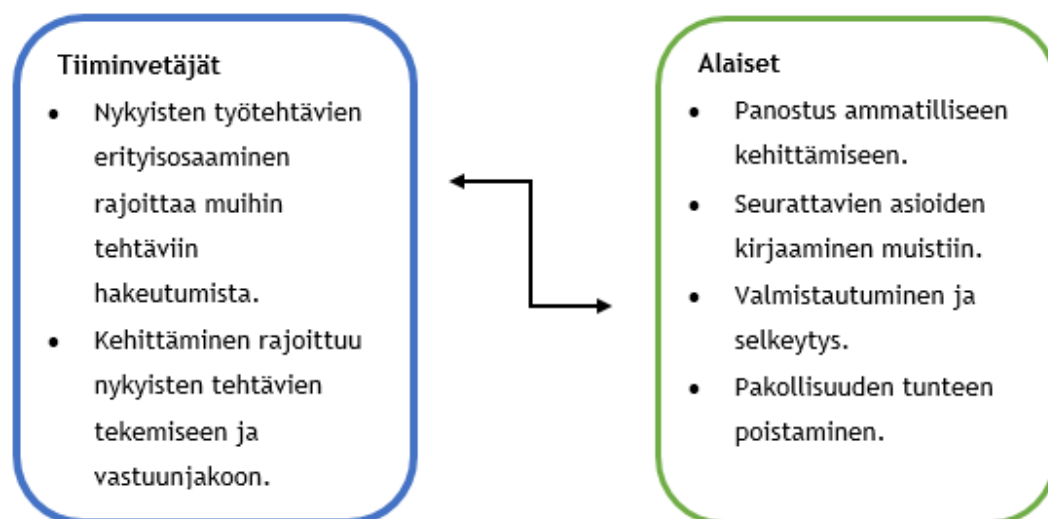 Tiiminvetäjät
• Nykyisten työtehtävien
erityisosaaminen
rajoittaa muihin
tehtäviin
hakeutumista.
• Kehittäminen rajoittuu
nykyisten tehtävien
tekemiseen ja
vastuunjakoon.
Alaiset
• Panostus ammatilliseen
kehittämiseen.
• Seurattavien asioiden
kirjaaminen muistiin.
• Valmistautuminen ja
selkeytys.
• Pakollisuuden tunteen
poistaminen.